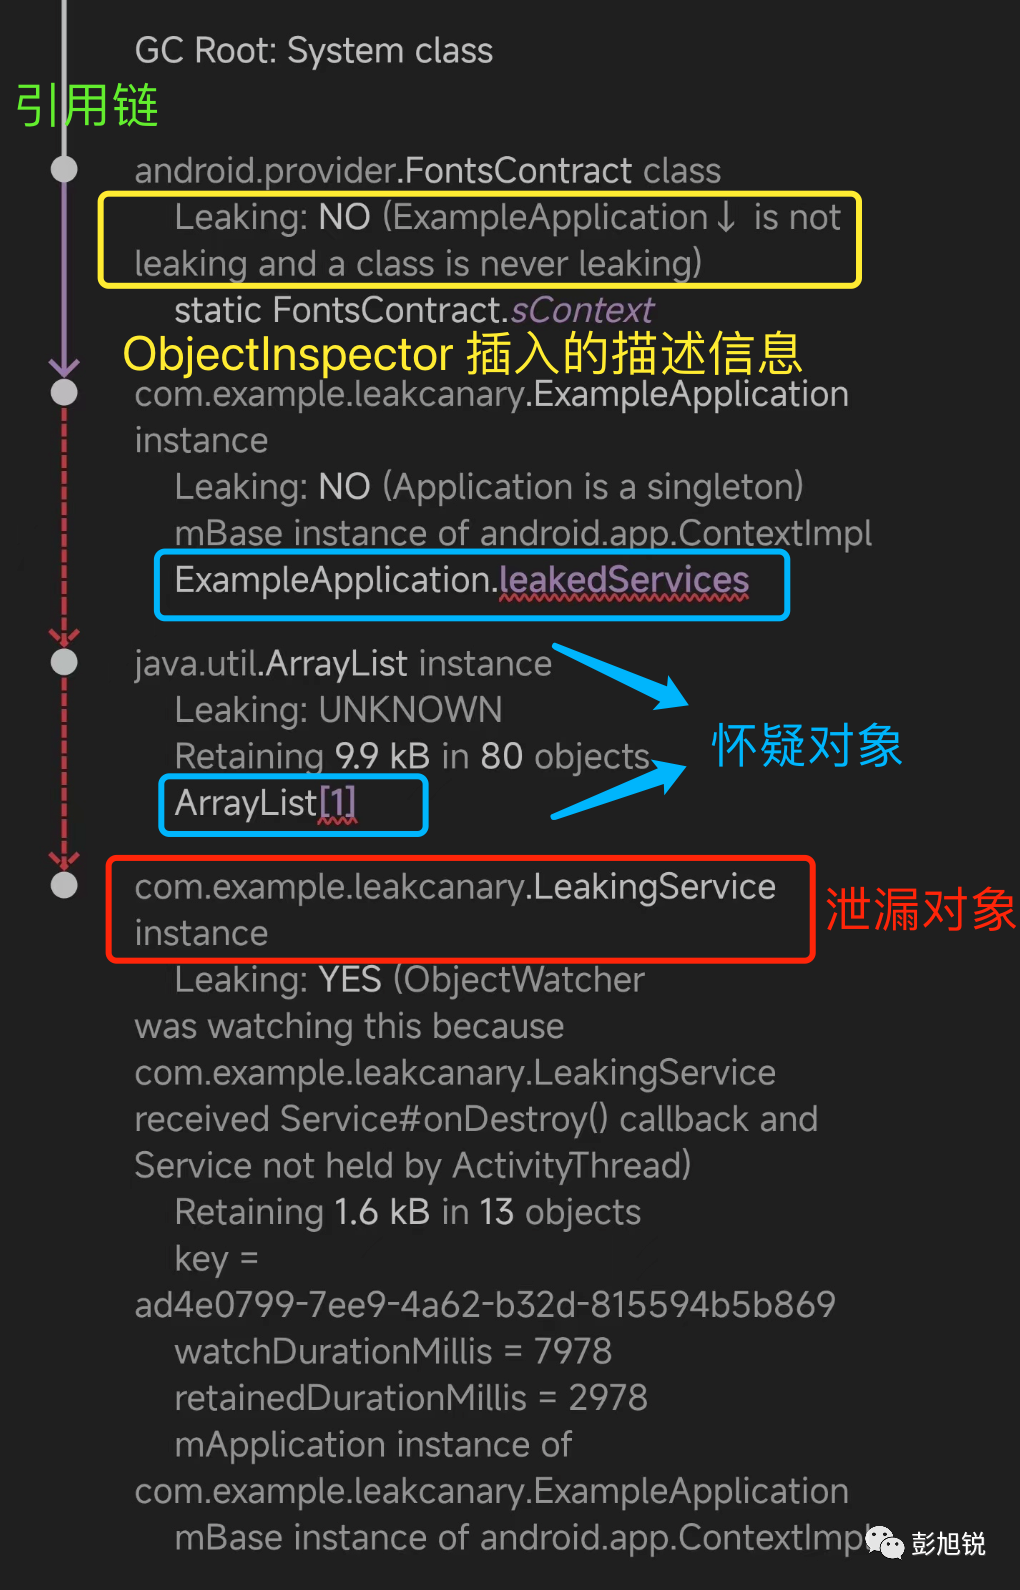 GC Root: System class
引用链
android.provider.FontsContract class
Leaking: NO (ExampleApplication↓ is not
leaking and a class is never leaking)
static FontsContract.sContext
ObjectInspector 插入的描述信息
com.example.leakcanary.ExampleApplication
instance
Leaking: NO (Application is a singleton)
mBase instance of android.app.ContextImpl
ExampleApplication.leakedServices
java.util.ArrayList instance
Leaking: UNKNOWN
怀疑对象
Retaining 9.9 kB in 80 objects
ArrayList[1]
com.example.leakcanary.LeakingService
instance
泄漏对象
Leaking: YES (ObjectWatcher
was watching this because
com.example.leakcanary.LeakingService
received Service#onDestroy() callback and
Service not held by ActivityThread)
Retaining 1.6 kB in 13 objects
key =
ad4e0799-7ee9-4a62-b32d-815594b5b869
watchDurationMillis = 7978
retainedDurationMillis = 2978
mApplication instance of
com.example.leakcanary.ExampleApplication
mBase instance of android.app.ContextImpl
彭旭锐